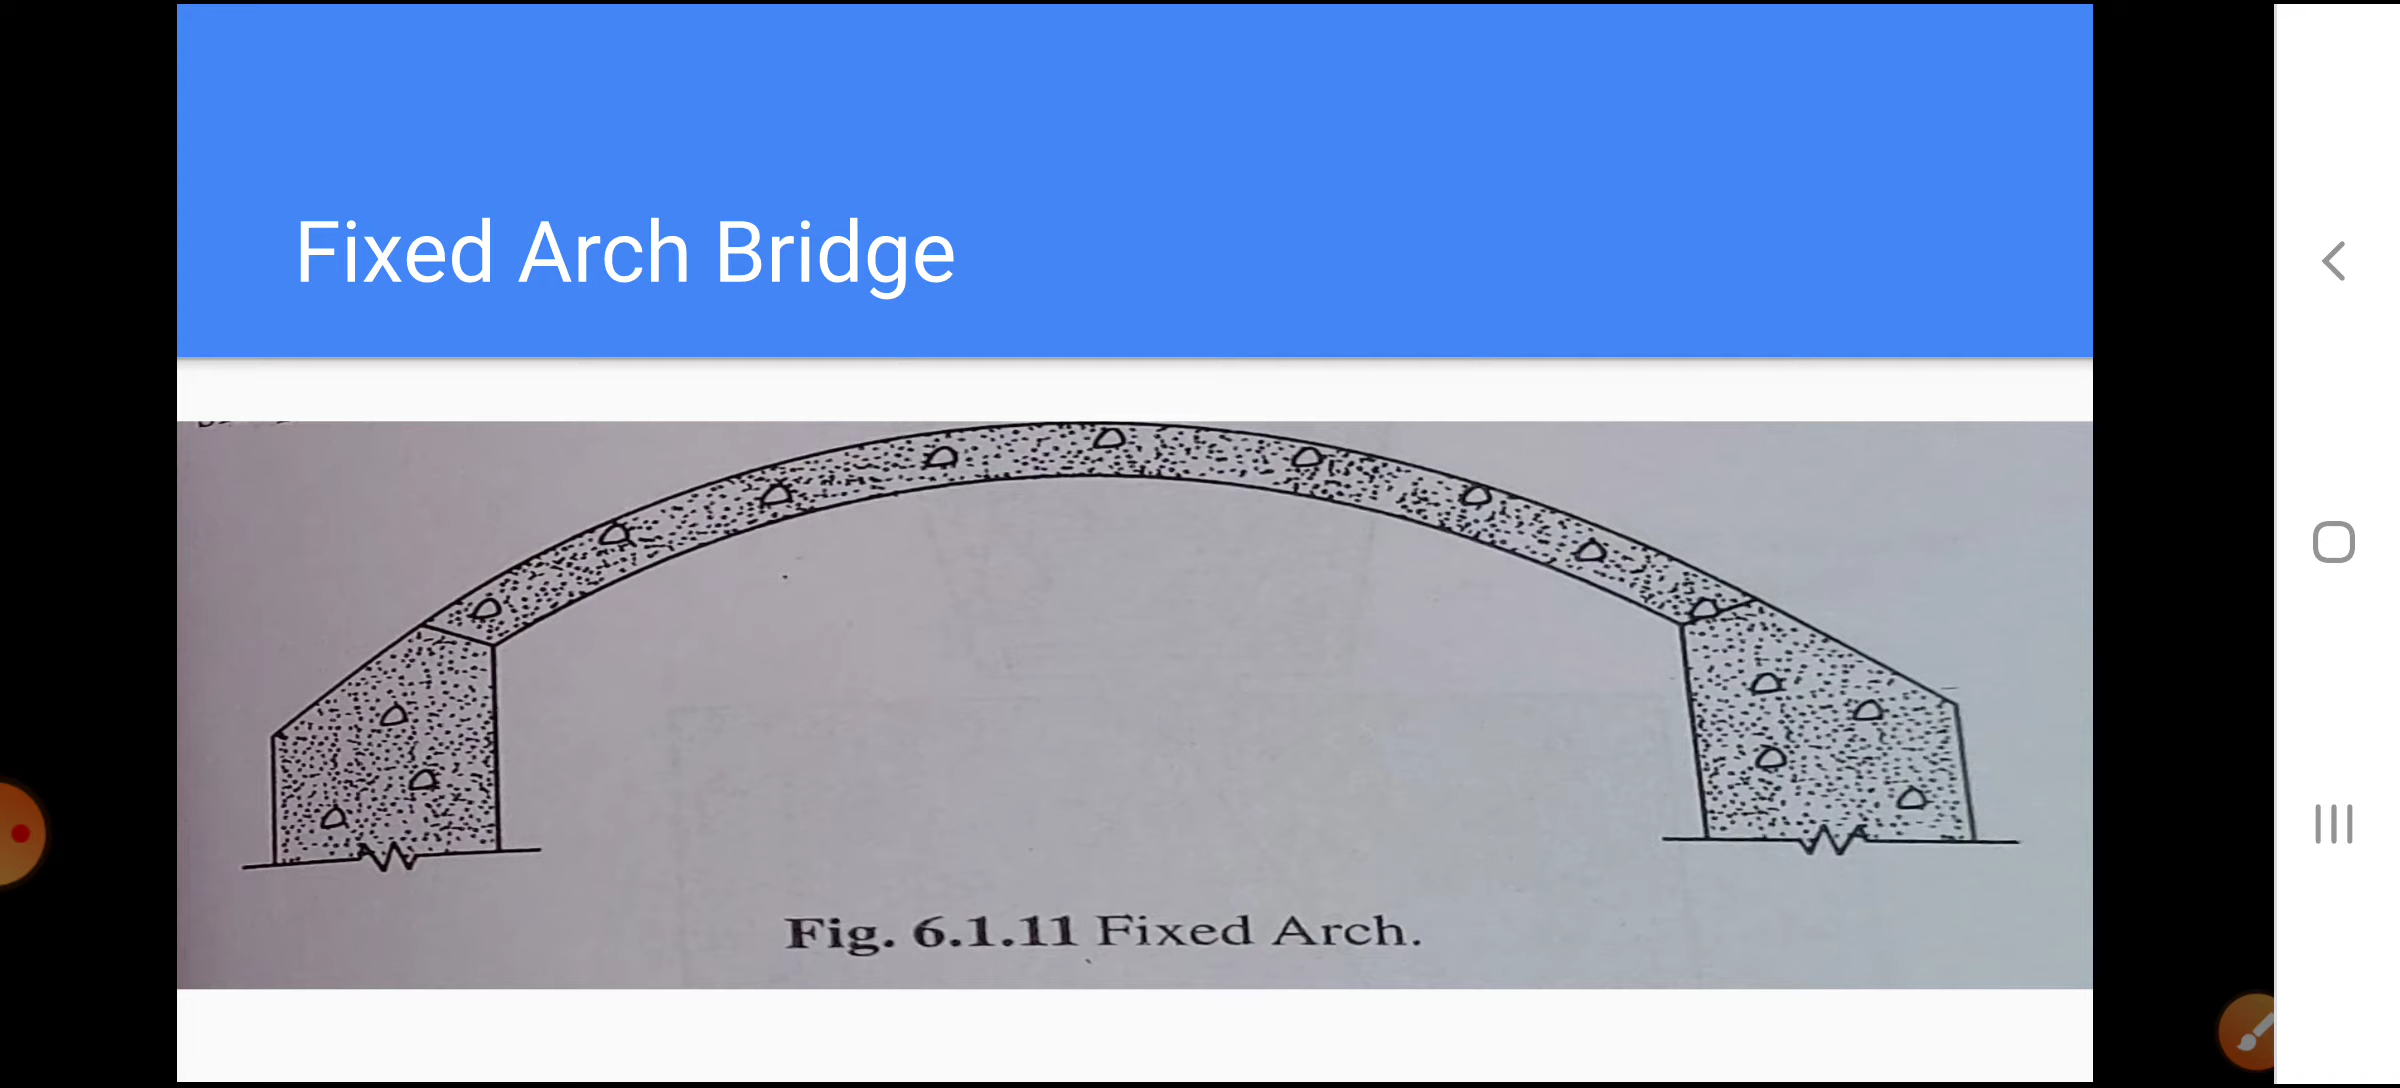 Fixed Arch Bridge
Fig. 6.1.11 Fixed Arch.